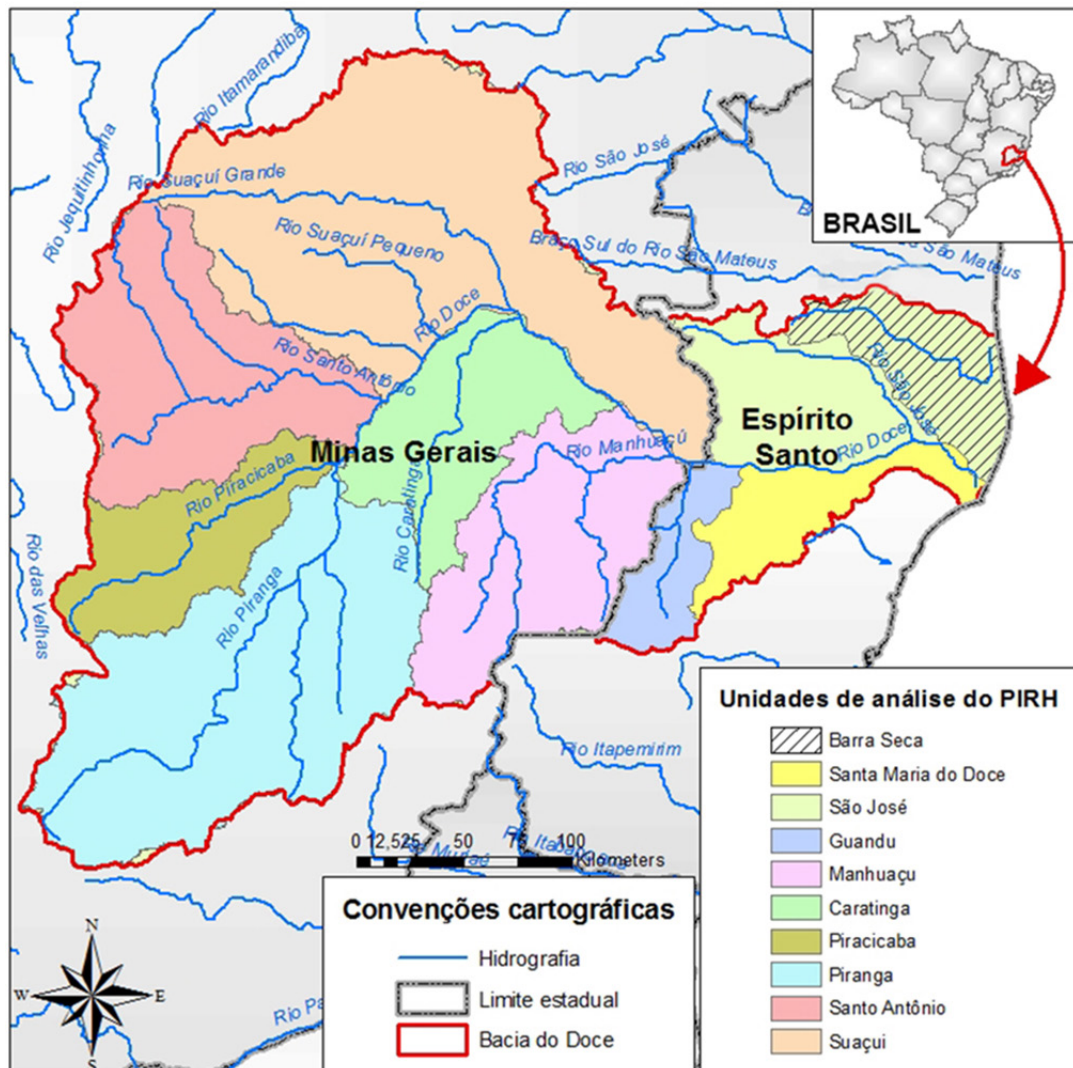 Rio Itamarandiba
Rio Jequitinhonha
Rio Suaçuí Grande
Rio Suaçuí Pequeno
Rio São José
Braço Sul do Rio São Mateus
São Mateus
BRASIL
Rio Doce
Rio Santo Antônio
Minas Gerais
Rio Manhuaçú
Espírito
Santo
Rio São José
Rio Doce
Rio Piracicaba
Rio Caratinga
Rio das Velhas
Rio Piranga
Rio Itapemirim
0 12,525 50 75 100
Kilometers
Muriaé
Convenções cartográficas
Hidrografia
Limite estadual
Bacia do Doce
Unidades de análise do PIRH
Barra Seca
Santa Maria do Doce
São José
Guandu
Manhuaçu
Caratinga
Piracicaba
Piranga
Santo Antônio
Suaçui
N
W
E
S